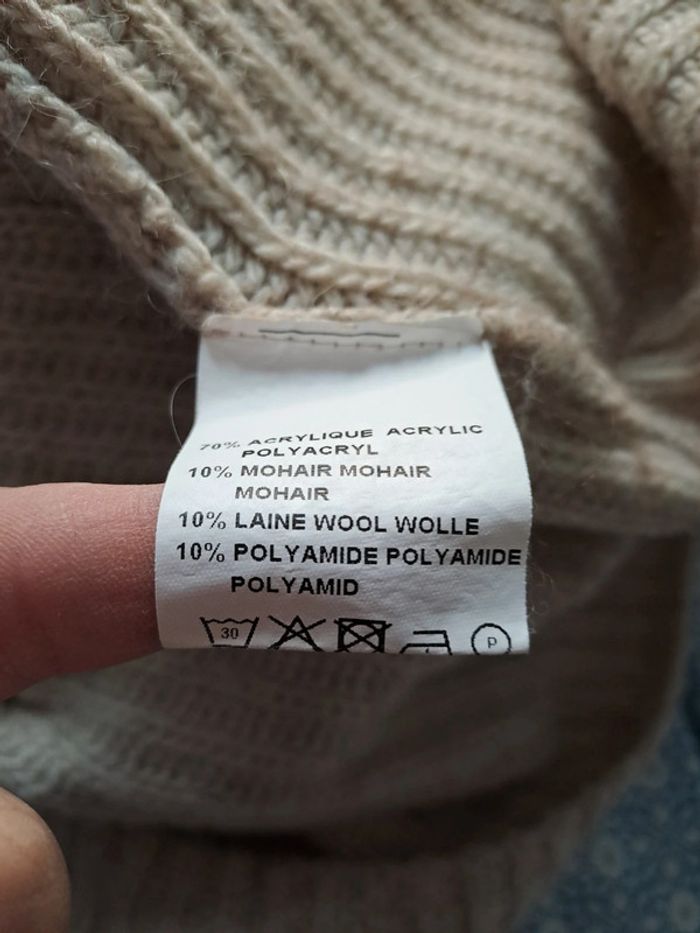 70% ACRYLIQUE ACRYLIC
POLYACRYL
10% MOHAIR MOHAIR
MOHAIR
10% LAINE WOOL WOLLE
10% POLYAMIDE POLYAMIDE
POLYAMID
30 P